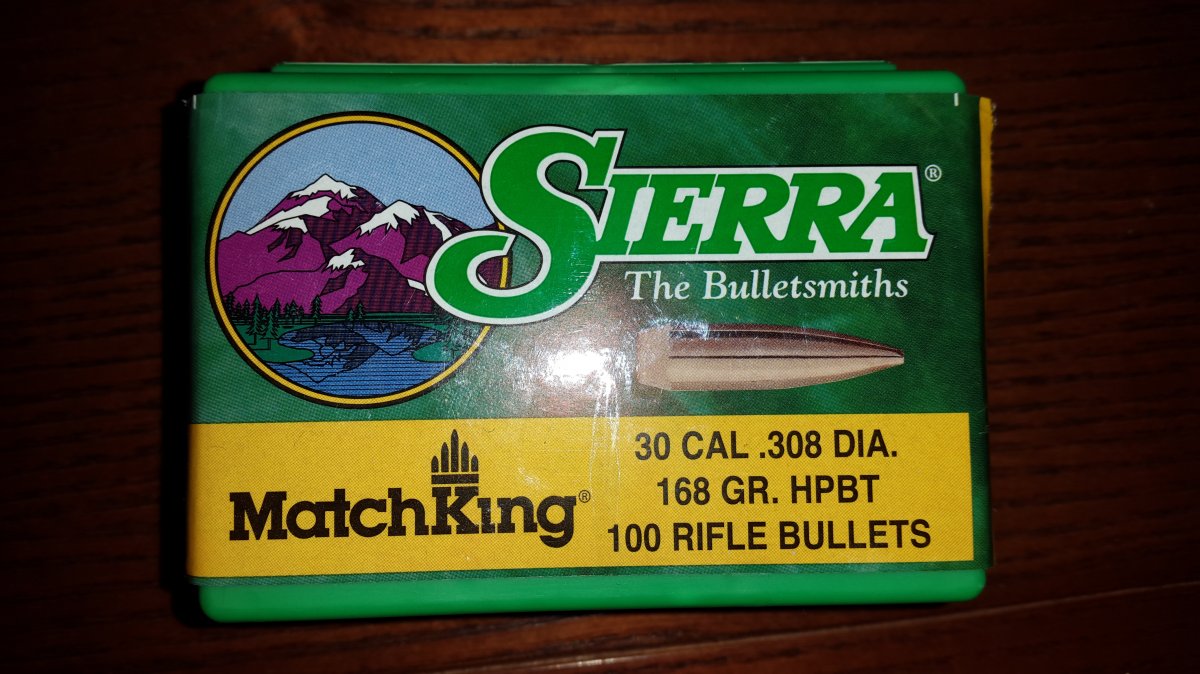 SIERRA®
The Bulletsmiths
MatchKing®
30 CAL .308 DIA.
168 GR. HPBT
100 RIFLE BULLETS